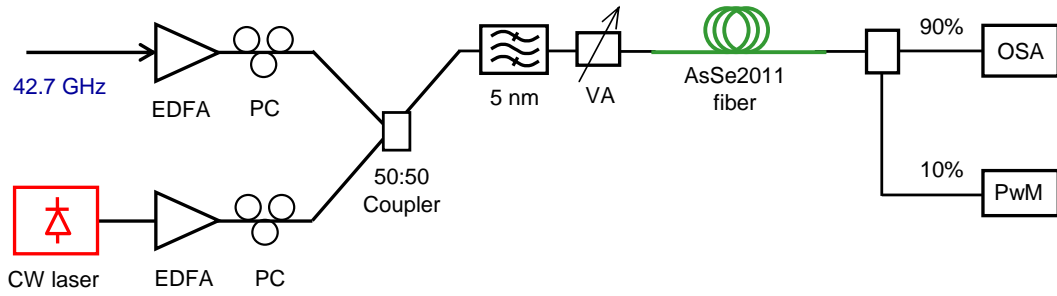 42.7 GHz
EDFA
PC
5 nm
VA
AsSe2011
fiber
90%
OSA
50:50
Coupler
10%
PwM
CW laser
EDFA
PC